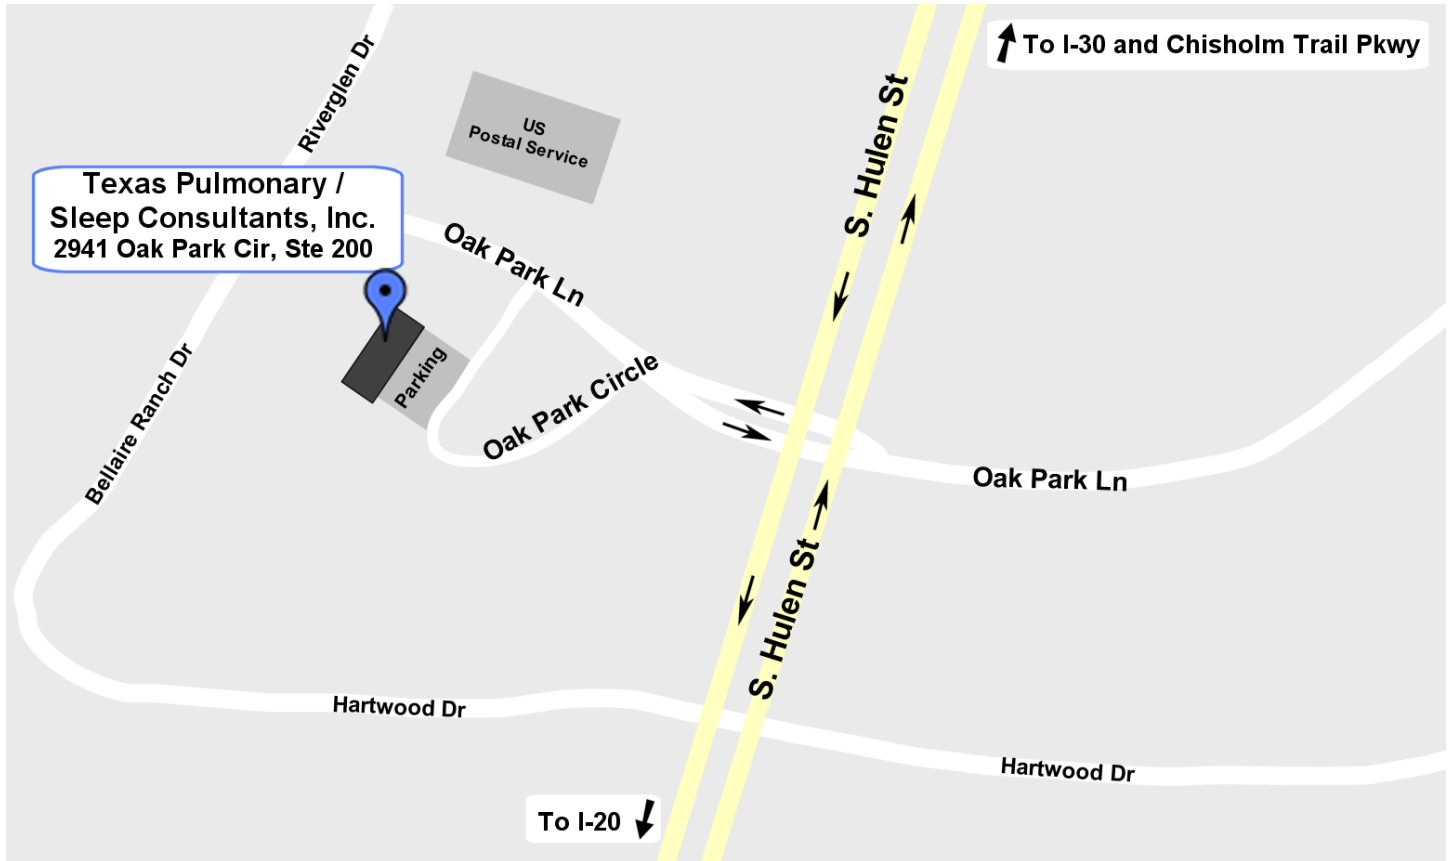 To I-30 and Chisholm Trail Pkwy
Riverglen Dr
S. Hulen St
US
Postal Service
Texas Pulmonary /
Sleep Consultants, Inc.
2941 Oak Park Cir, Ste 200
Oak Park Ln
Parking
Oak Park Circle
Bellaire Ranch Dr
Oak Park Ln
S. Hulen St
Hartwood Dr
Hartwood Dr
To I-20